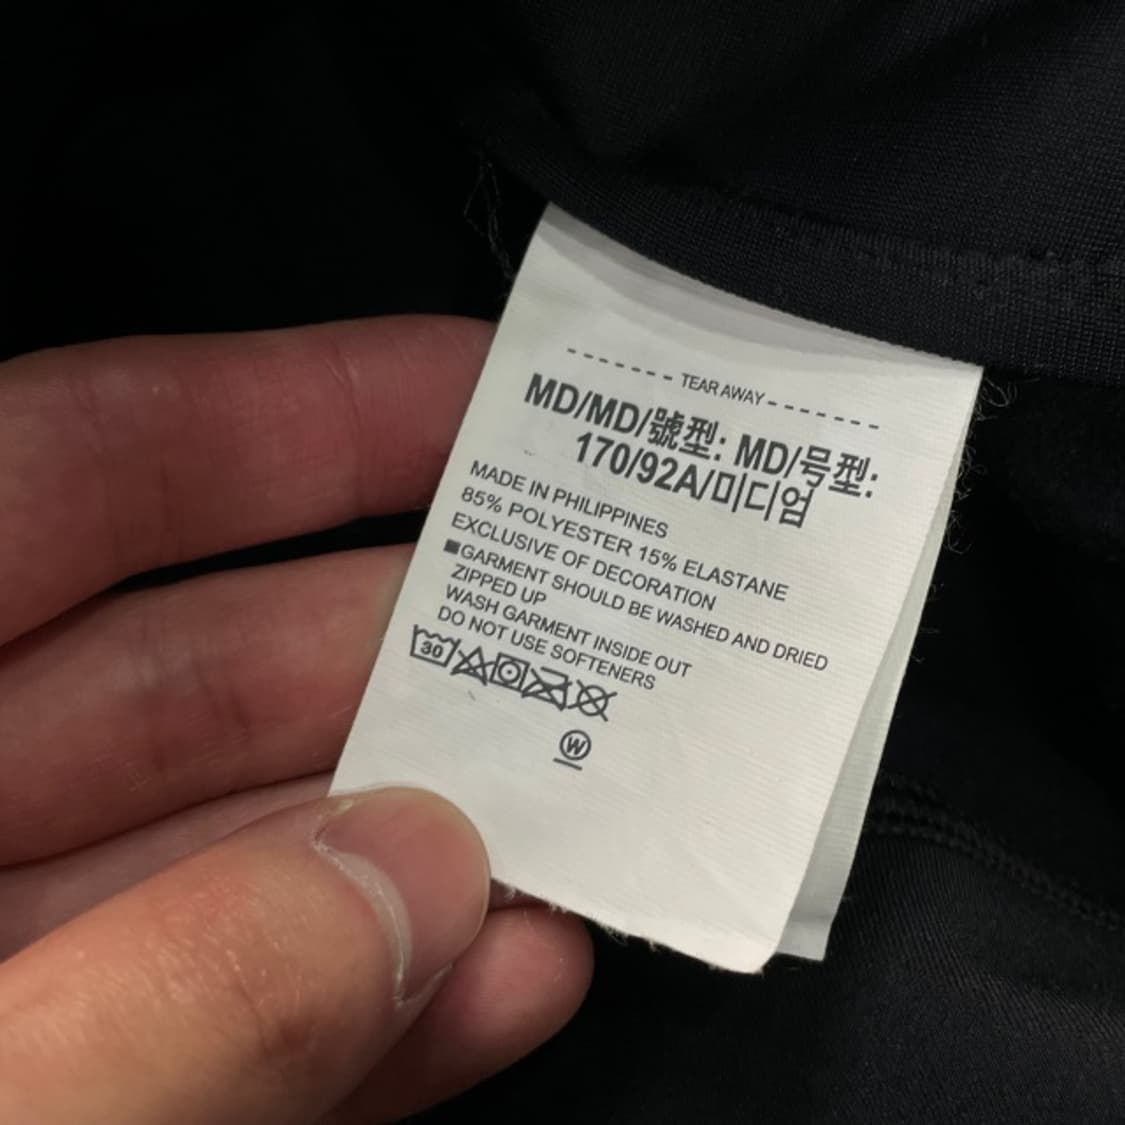 ------- TEAR AWAY -------
MD/MD/號型: MD/号型:
170/92A/미디엄
MADE IN PHILIPPINES
85% POLYESTER 15% ELASTANE
EXCLUSIVE OF DECORATION
■GARMENT SHOULD BE WASHED AND DRIED
ZIPPED UP
WASH GARMENT INSIDE OUT
DO NOT USE SOFTENERS
30
W